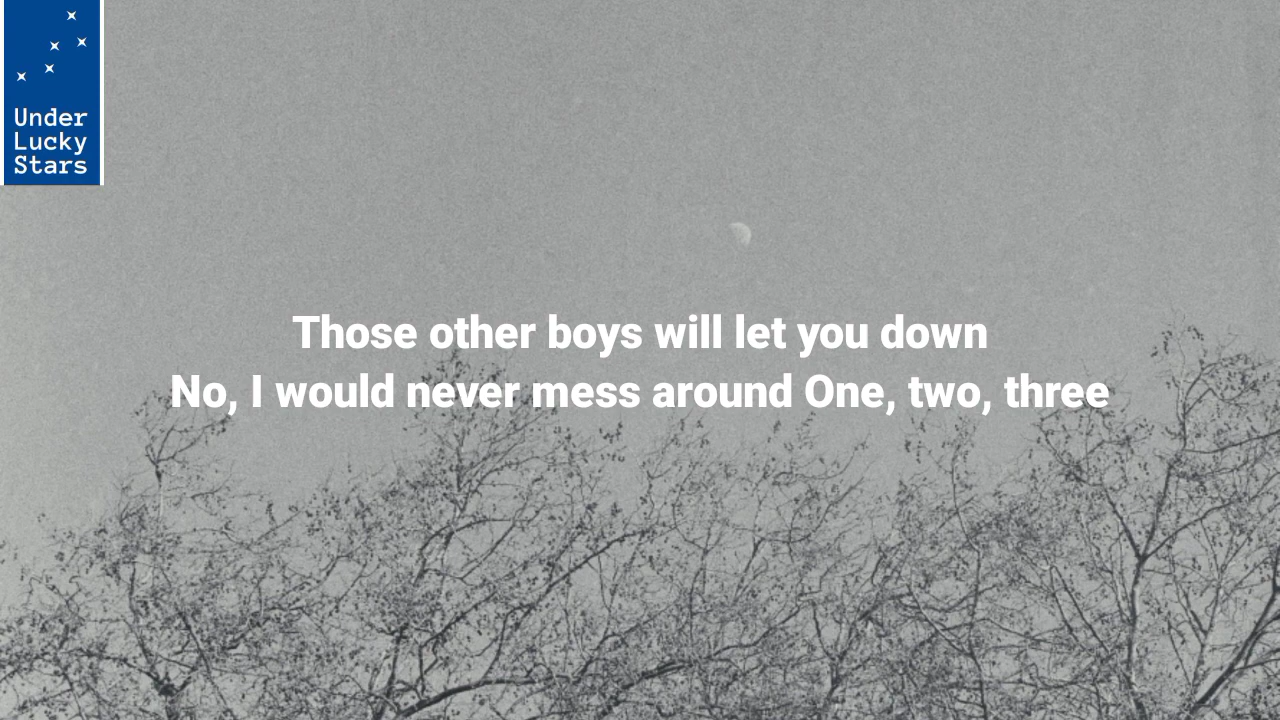 Under
Lucky
Stars
Those other boys will let you down
No, I would never mess around One, two, three